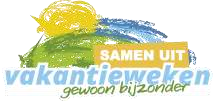 SAMEN UIT
vakantieweken
gewoon bijzonder